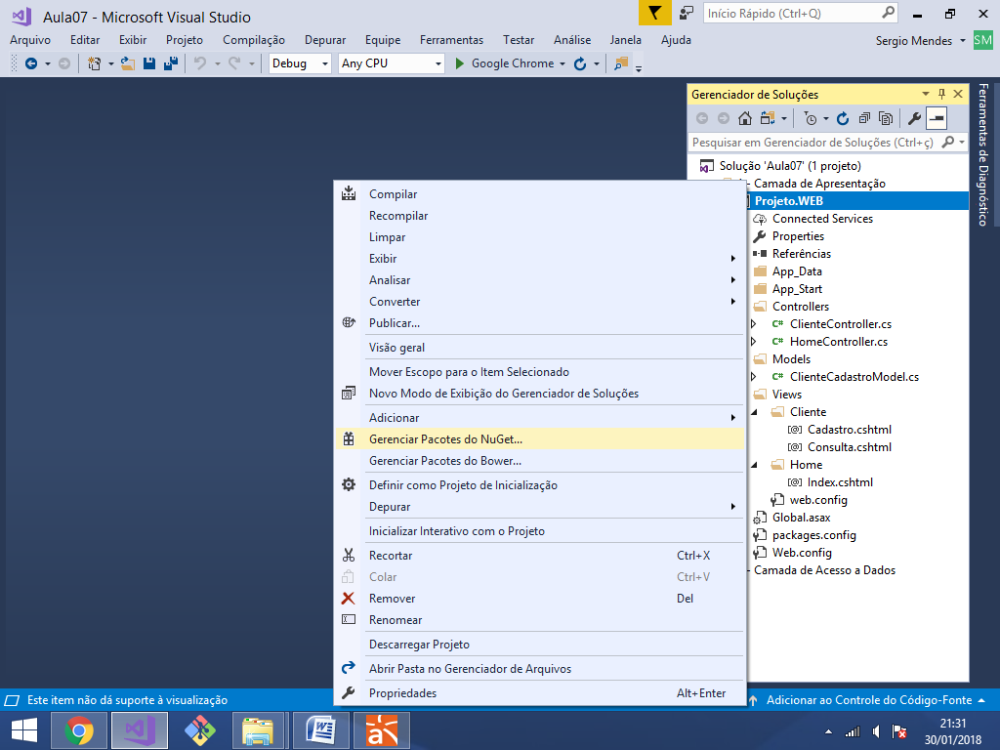 Aula07 - Microsoft Visual Studio
Início Rápido (Ctrl+Q)
Arquivo Editar Exibir Projeto Compilação Depurar Equipe Ferramentas Testar Análise Janela Ajuda
Sergio Mendes SM
Debug Any CPU Google Chrome
Gerenciador de Soluções
Pesquisar em Gerenciador de Soluções (Ctrl+ç)
Solução 'Aula07' (1 projeto)
- Camada de Apresentação
Projeto.WEB
Connected Services
Properties
Referências
App_Data
App_Start
Controllers
C# ClienteController.cs
C# HomeController.cs
Models
C# ClienteCadastroModel.cs
Views
Cliente
[@] Cadastro.cshtml
[@] Consulta.cshtml
Home
[@] Index.cshtml
web.config
Global.asax
packages.config
Web.config
- Camada de Acesso a Dados
Ferramentas de Diagnóstico
Compilar
Recompilar
Limpar
Exibir
Analisar
Converter
Publicar...
Visão geral
Mover Escopo para o Item Selecionado
Novo Modo de Exibição do Gerenciador de Soluções
Adicionar
Gerenciar Pacotes do NuGet...
Gerenciar Pacotes do Bower...
Definir como Projeto de Inicialização
Depurar
Inicializar Interativo com o Projeto
Recortar Ctrl+X
Colar Ctrl+V
Remover Del
Renomear
Descarregar Projeto
Abrir Pasta no Gerenciador de Arquivos
Propriedades Alt+Enter
Este item não dá suporte à visualização
Adicionar ao Controle do Código-Fonte
21:31
30/01/2018